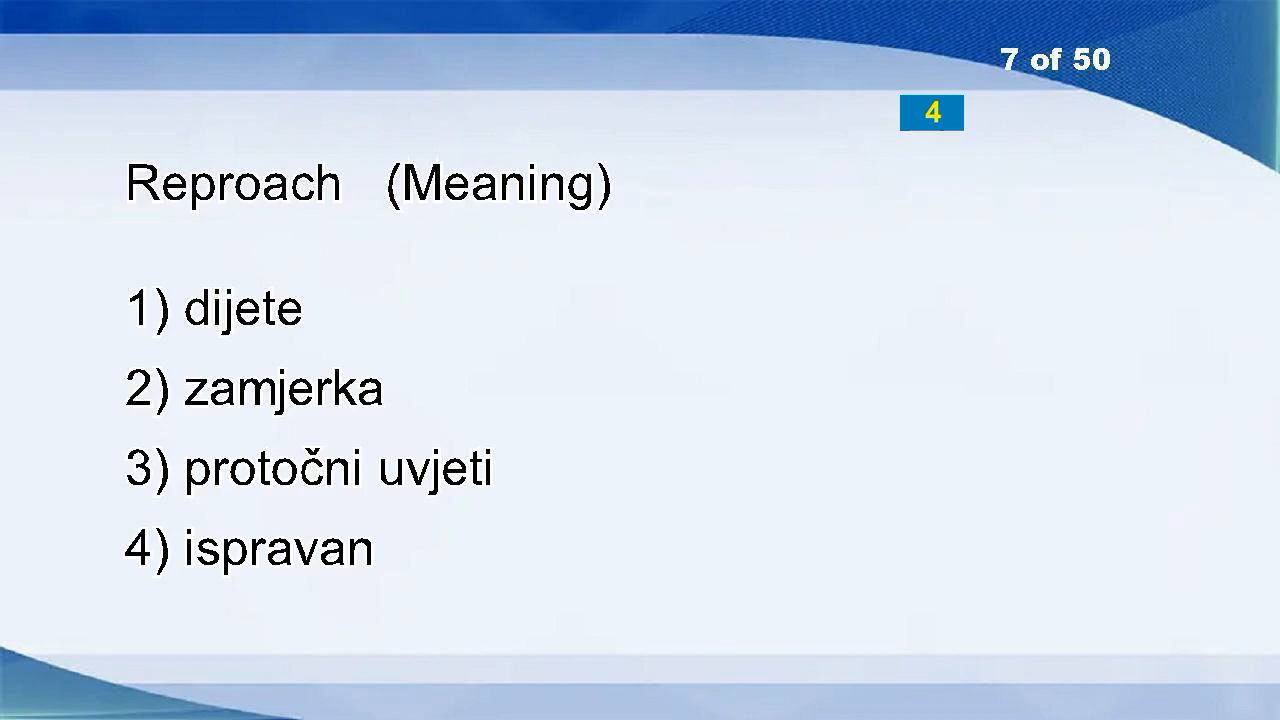 7 of 50
4
Reproach (Meaning)
1) dijete
2) zamjerka
3) protočni uvjeti
4) ispravan